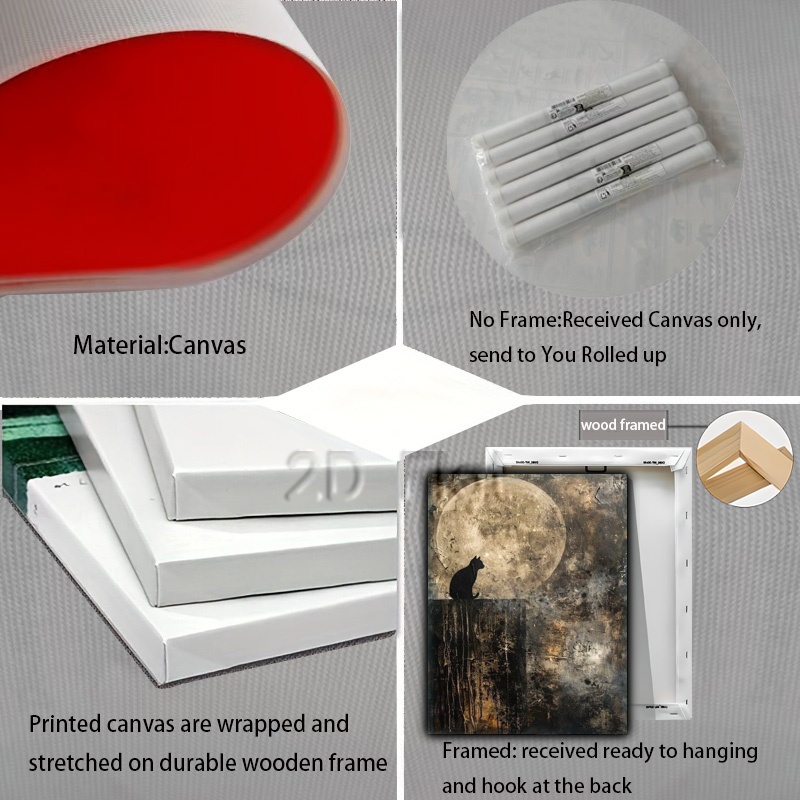 Material:Canvas
No Frame:Received Canvas only,
send to You Rolled up
2D Flat
wood framed
Printed canvas are wrapped and
stretched on durable wooden frame
Framed: received ready to hanging
and hook at the back